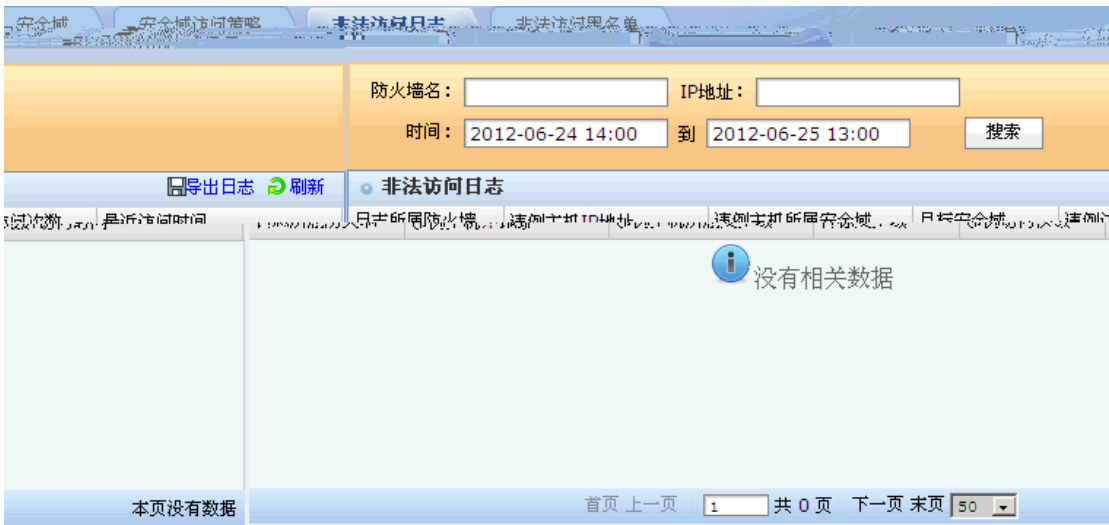 安全域 安全域访问策略 非法访问日志 非法访问黑名单
防火墙名： IP地址：
时间： 2012-06-24 14:00 到 2012-06-25 13:00 搜索
导出日志 刷新 非法访问日志
最近访问时间 日志所属防火墙 违例主机IP地址 违例主机所属安全域 目标安全域
没有相关数据
本页没有数据 首页 上一页 1 共 0 页 下一页 末页 50